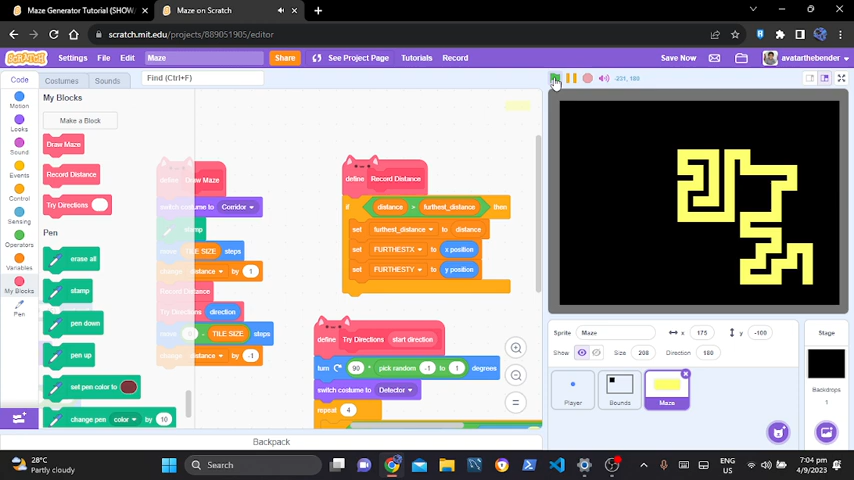 Maze Generator Tutorial (SHOW
Maze on Scratch
scratch.mit.edu/projects/889051905/editor
SCRATCH
Settings
File
Edit
Maze
Share
See Project Page
Tutorials
Record
Save Now
avatarthebender
Code
Costumes
Sounds
Find (Ctrl+F)
-231, 180
Motion
Looks
Sound
Events
Control
Sensing
Operators
Variables
My Blocks
Pen
My Blocks
Make a Block
Draw Maze
Record Distance
Try Directions
Pen
erase all
stamp
pen down
pen up
set pen color to
change pen color by 10
define Draw Maze
switch costume to Corridor
stamp
move TILE SIZE steps
change distance by 1
Record Distance
Try Directions direction
move 0 - TILE SIZE steps
change distance by -1
define Record Distance
if distance > furthest_distance then
set furthest_distance to distance
set FURTHESTX to x position
set FURTHESTY to y position
define Try Directions start direction
turn 90 * pick random -1 to 1 degrees
switch costume to Detector
repeat 4
Sprite Maze x 175 y -100
Show Size 208 Direction 180
Player
Bounds
Maze
Stage
Backdrops
1
Backpack
28°C
Partly cloudy
Search
ENG
US
7:04 pm
4/9/2023